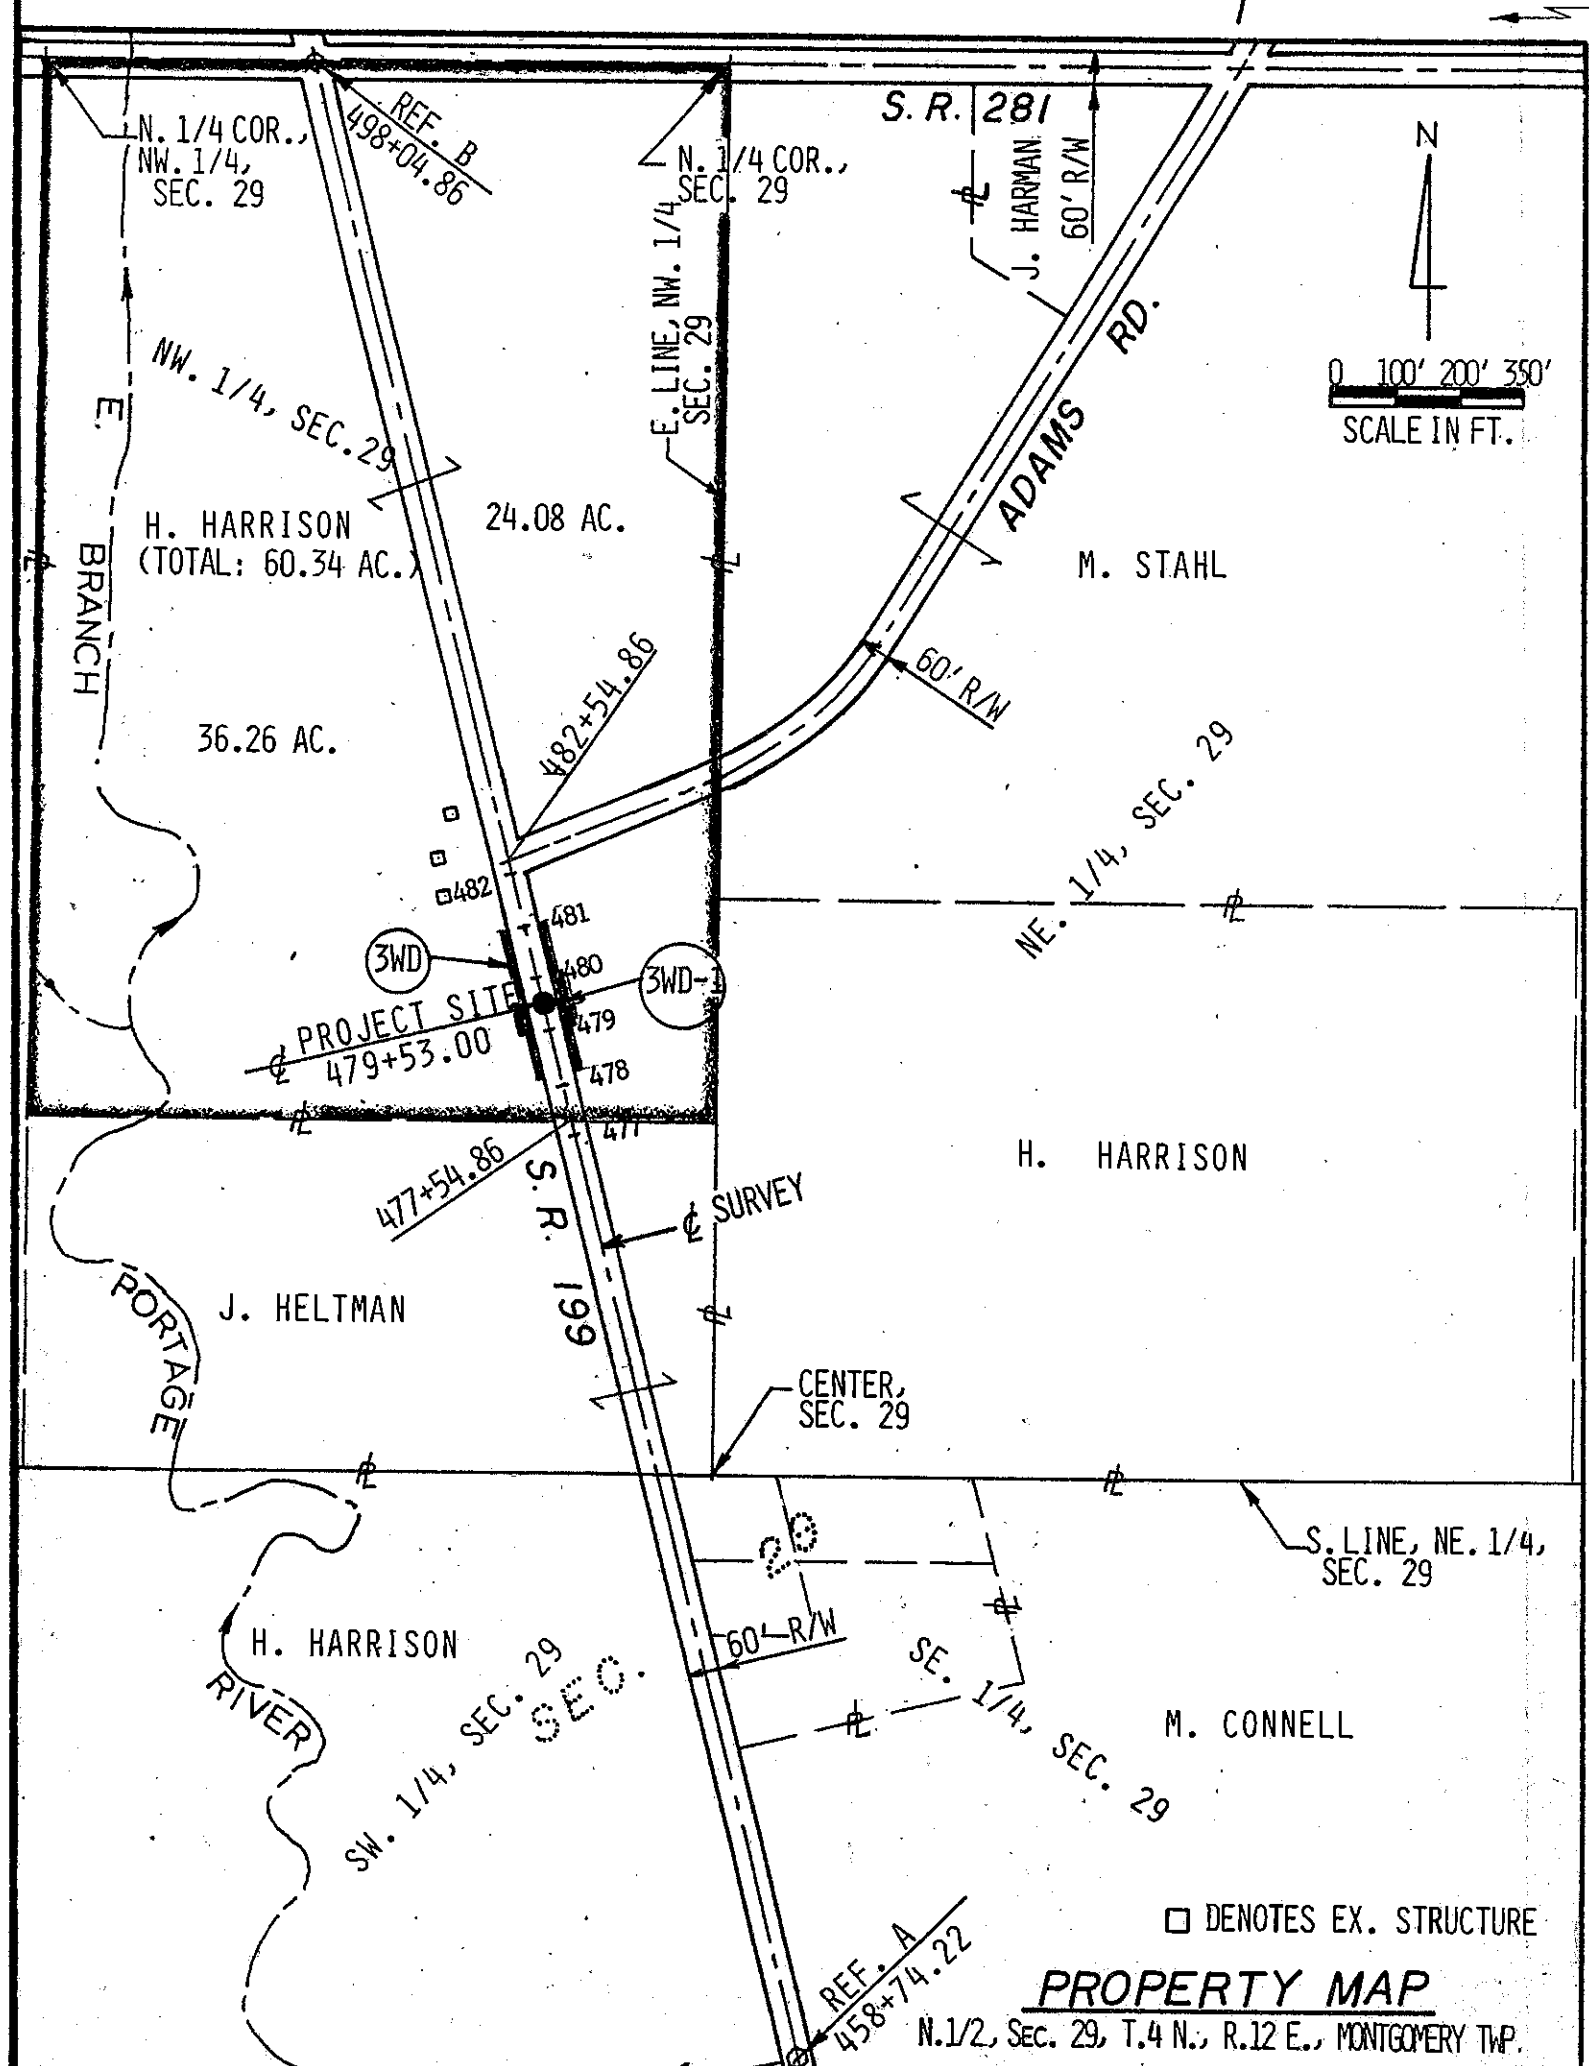 REF. B
498+04.86
N. 1/4 COR.,
NW. 1/4,
SEC. 29
N. 1/4 COR.,
SEC. 29
S.R. 281
J. HARMAN
60' R/W
N
0 100' 200' 350'
SCALE IN FT.
E. LINE, NW. 1/4
SEC. 29
NW. 1/4, SEC. 29
ADAMS RD.
E. BRANCH
H. HARRISON
(TOTAL: 60.34 AC.)
24.08 AC.
M. STAHL
36.26 AC.
482+54.86
60' R/W
NE. 1/4, SEC. 29
482
481
480
479
478
477
3WD
3WD-1
PROJECT SITE
479+53.00
477+54.86
S. R. 199
SURVEY
H. HARRISON
J. HELTMAN
PORTAGE
CENTER,
SEC. 29
S. LINE, NE. 1/4,
SEC. 29
29
SEC.
60' R/W
H. HARRISON
RIVER
SW. 1/4, SEC. 29
SE. 1/4, SEC. 29
M. CONNELL
REF. A
458+74.22
DENOTES EX. STRUCTURE
PROPERTY MAP
N.1/2, SEC. 29, T.4 N., R.12 E., MONTGOMERY TWP.